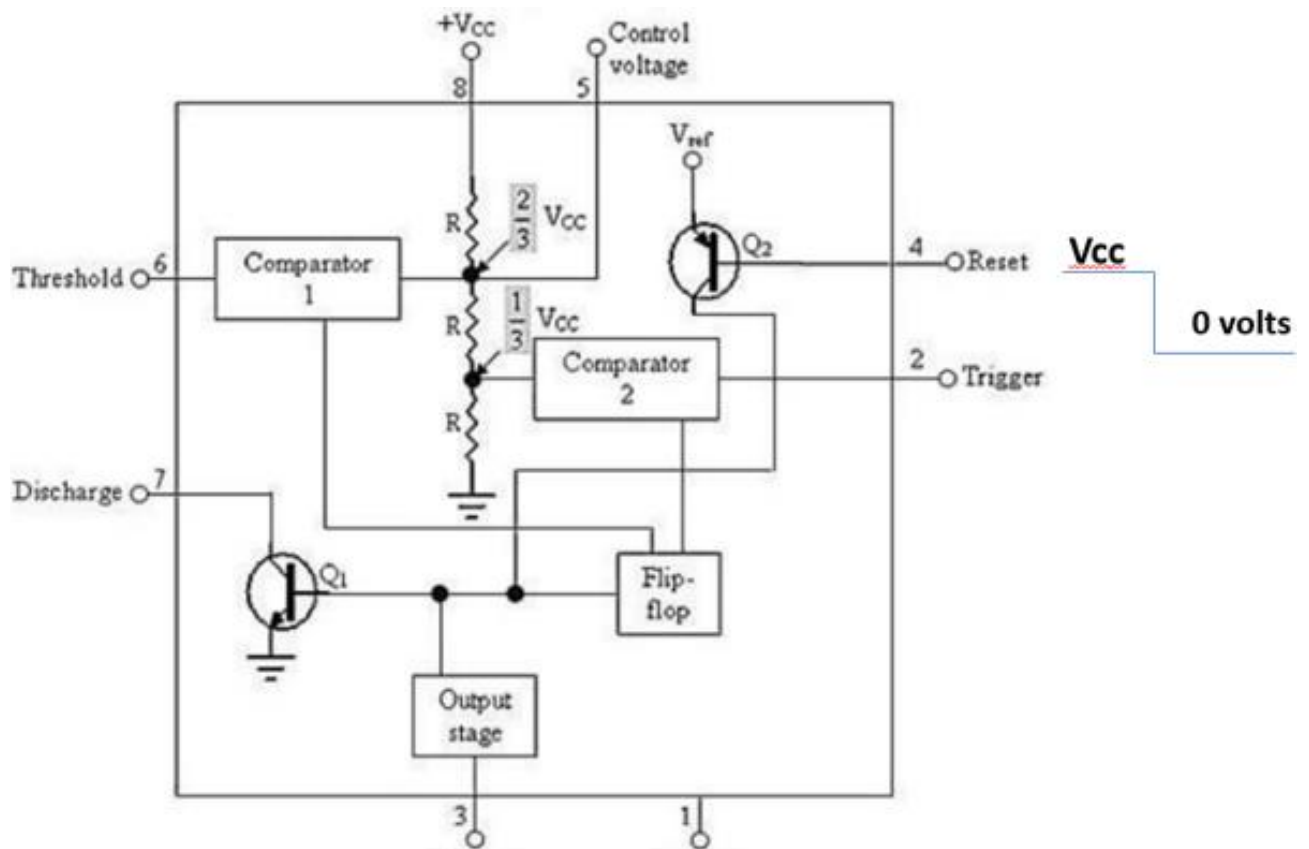 +VCC
Control
voltage
8
5
Vref
2
3
VCC
R
Q2
4
Reset
Vcc
6
Threshold
Comparator
1
0 volts
1
3
VCC
R
Comparator
2
2
Trigger
R
7
Discharge
Q1
Flip-
flop
Output
stage
3
1